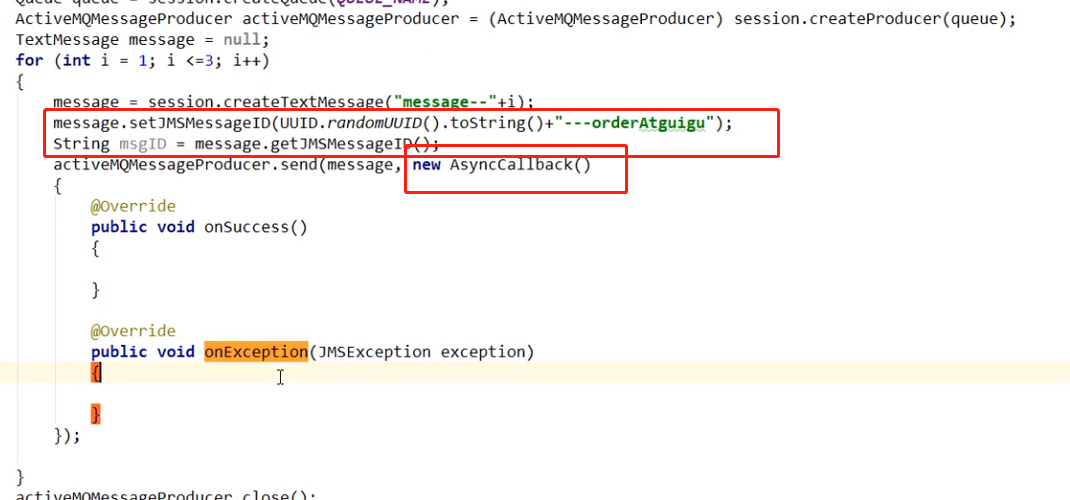 Queue queue = session.createQueue(QUEUE_NAME);
ActiveMQMessageProducer activeMQMessageProducer = (ActiveMQMessageProducer) session.createProducer(queue);
TextMessage message = null;
for (int i = 1; i <=3; i++)
{
message = session.createTextMessage("message--"+i);
message.setJMSMessageID(UUID.randomUUID().toString()+"---orderAtguigu");
String msgID = message.getJMSMessageID();
activeMQMessageProducer.send(message, new AsyncCallback()
{
@Override
public void onSuccess()
{
}
@Override
public void onException(JMSException exception)
{
}
});
}
activeMQMessageProducer.close();